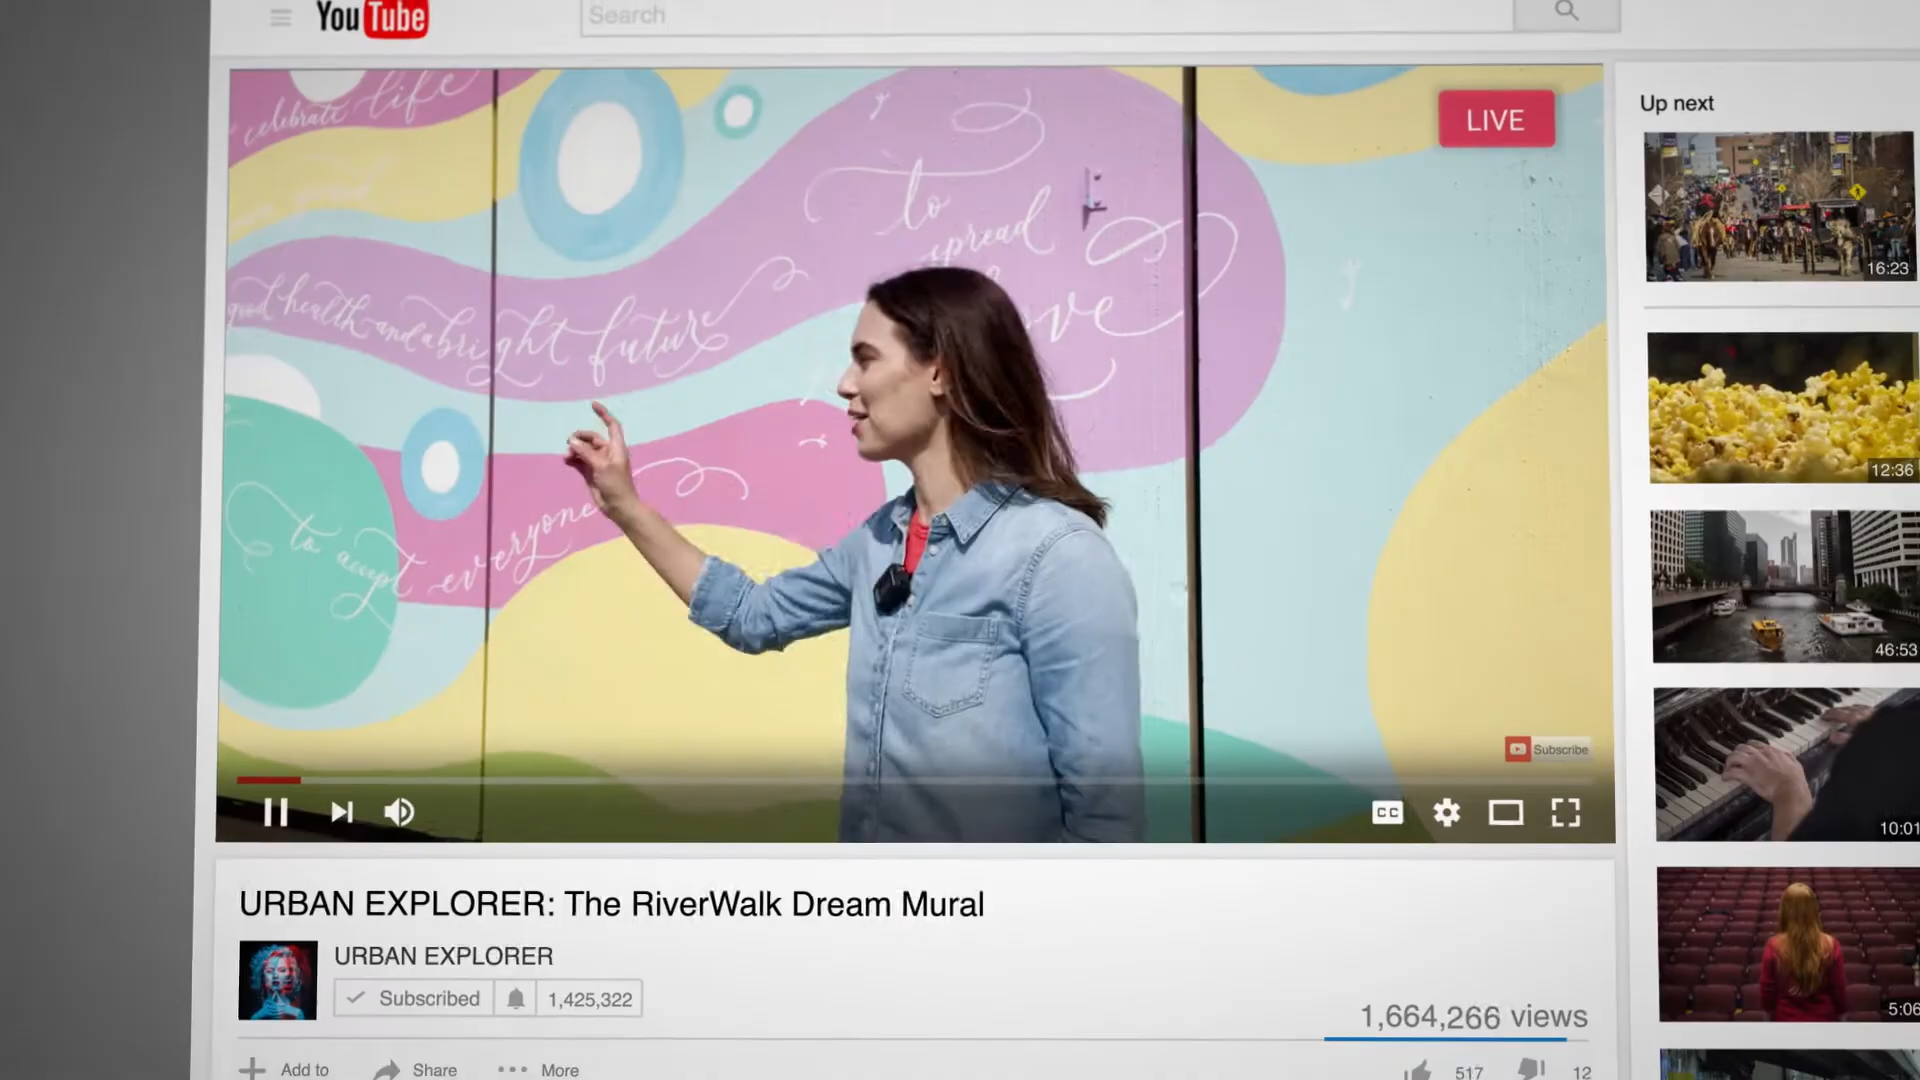 YouTube
Search
LIVE
Up next
celebrate life
to
spread
good health and a bright future
to accept everyone
16:23
12:36
46:53
10:01
5:06
Subscribe
CC
URBAN EXPLORER: The RiverWalk Dream Mural
URBAN EXPLORER
Subscribed
1,425,322
1,664,266 views
Add to
Share
More
517
12